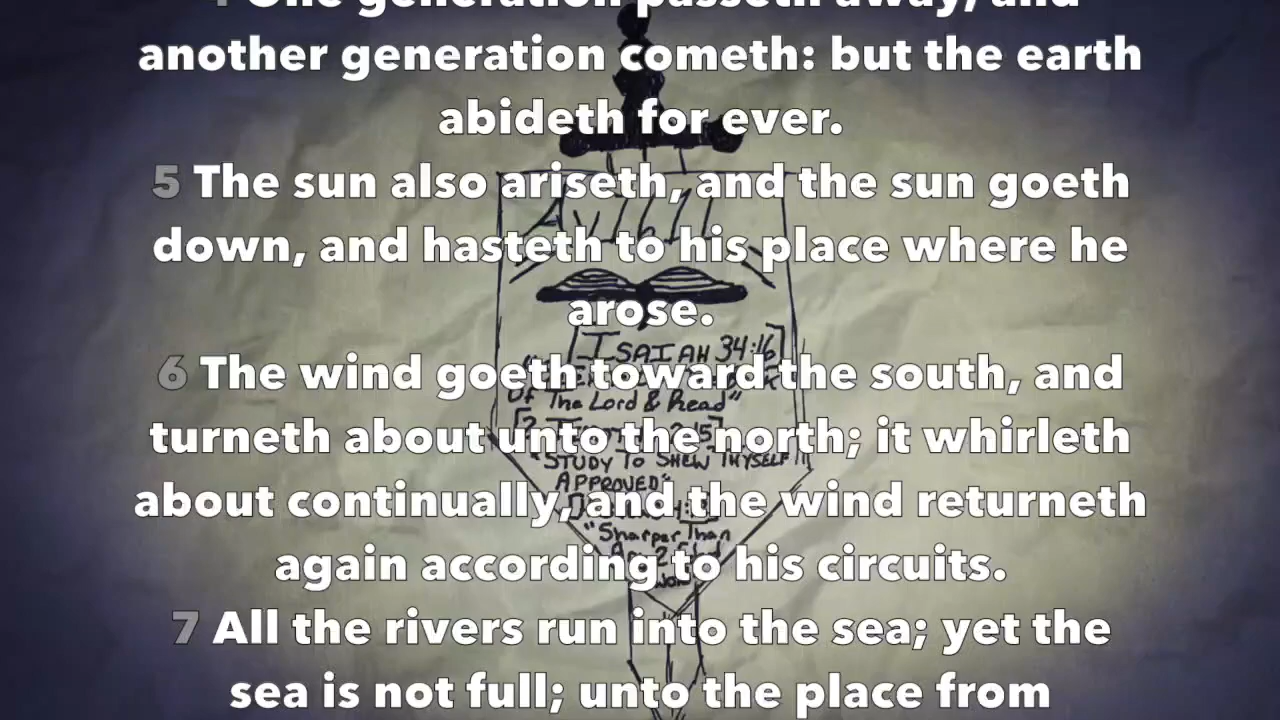 4 One generation passeth away, and
another generation cometh: but the earth
abideth for ever.
5 The sun also ariseth, and the sun goeth
down, and hasteth to his place where he
arose.
[ISAIAH 34:16]
6 The wind goeth toward the south, and
Of The Lord & Read"
turneth about unto the north; it whirleth
"STUDY TO SHEW THYSELF
APPROVED"
about continually, and the wind returneth
"Sharper Than
again according to his circuits.
7 All the rivers run into the sea; yet the
sea is not full; unto the place from